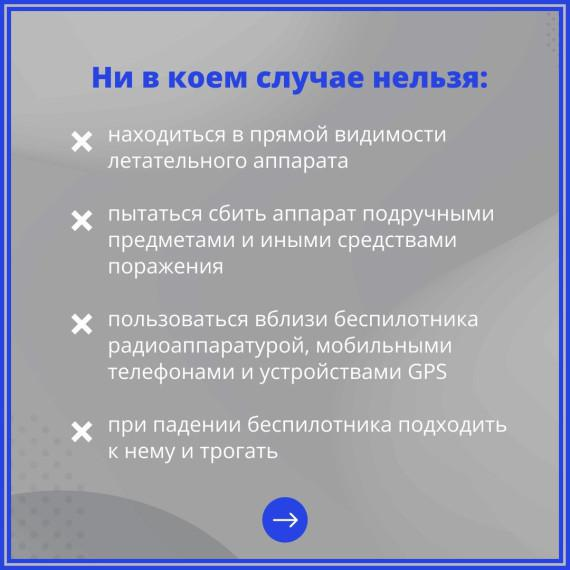 Ни в коем случае нельзя:
находиться в прямой видимости
летательного аппарата
пытаться сбить аппарат подручными
предметами и иными средствами
поражения
пользоваться вблизи беспилотника
радиоаппаратурой, мобильными
телефонами и устройствами GPS
при падении беспилотника подходить
к нему и трогать